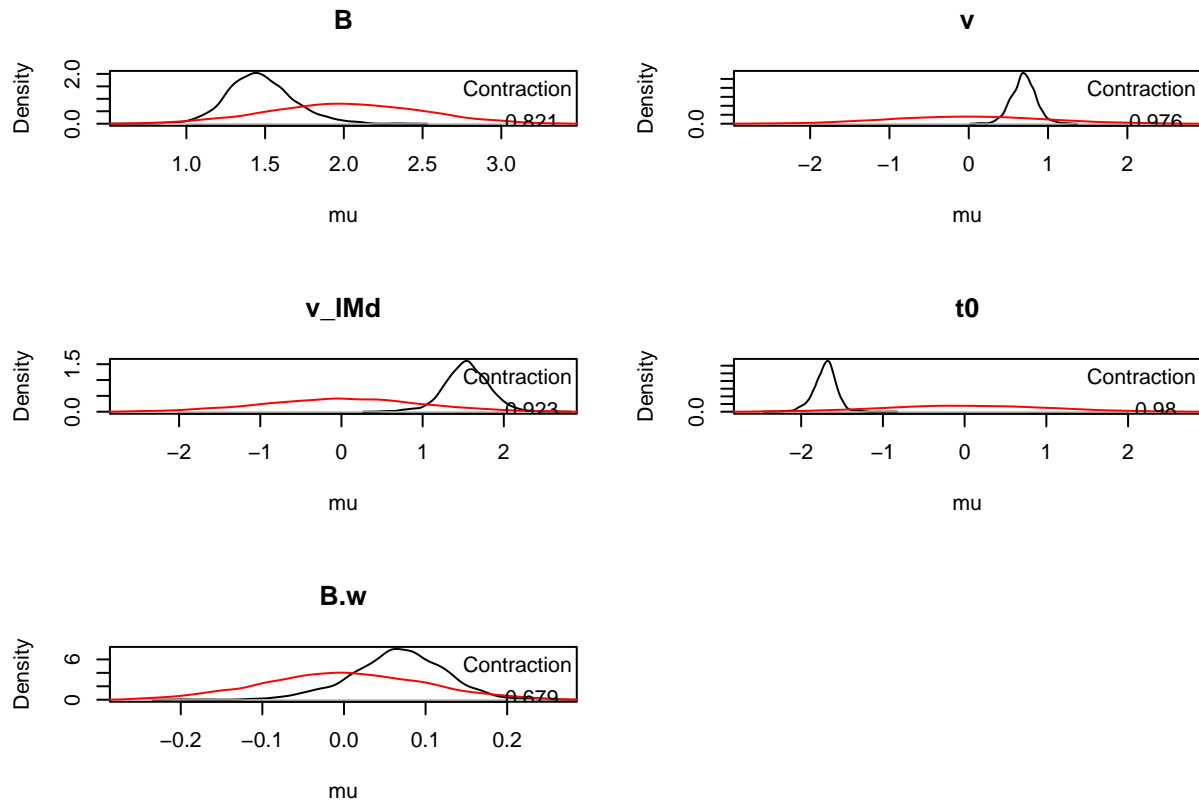 B
Density
0.0
2.0
Contraction
0.821
1.0 1.5 2.0 2.5 3.0
mu
v
Density
0.0
Contraction
0.976
−2 −1 0 1 2
mu
v_lMd
Density
0.0
1.5
Contraction
0.923
−2 −1 0 1 2
mu
t0
Density
0.0
Contraction
0.98
−2 −1 0 1 2
mu
B.w
Density
0
6
Contraction
0.679
−0.2 −0.1 0.0 0.1 0.2
mu